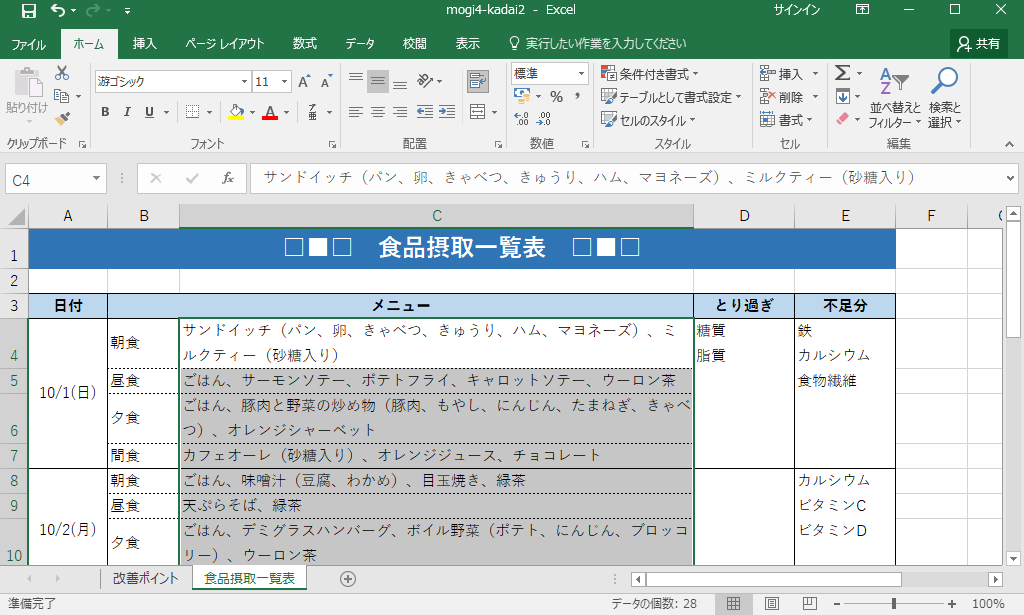 mogi4-kadai2 - Excel
サインイン
ファイル ホーム 挿入 ページ レイアウト 数式 データ 校閲 表示 実行したい作業を入力してください 共有
貼り付け
クリップボード
游ゴシック 11
B I U
フォント
配置
標準
% ,
数値
条件付き書式
テーブルとして書式設定
セルのスタイル
スタイル
挿入
削除
書式
セル
並べ替えと
フィルター
検索と
選択
編集
C4 fx サンドイッチ（パン、卵、きゃべつ、きゅうり、ハム、マヨネーズ）、ミルクティー（砂糖入り）
A B C D E F
1 □■□ 食品摂取一覧表 □■□
2
3 日付 メニュー とり過ぎ 不足分
4 10/1(日) 朝食 サンドイッチ（パン、卵、きゃべつ、きゅうり、ハム、マヨネーズ）、ミ
ルクティー（砂糖入り）
糖質
脂質
鉄
カルシウム
5 昼食 ごはん、サーモンソテー、ポテトフライ、キャロットソテー、ウーロン茶 食物繊維
6 夕食 ごはん、豚肉と野菜の炒め物（豚肉、もやし、にんじん、たまねぎ、きゃべ
つ）、オレンジシャーベット
7 間食 カフェオーレ（砂糖入り）、オレンジジュース、チョコレート
8 10/2(月) 朝食 ごはん、味噌汁（豆腐、わかめ）、目玉焼き、緑茶 カルシウム
9 昼食 天ぷらそば、緑茶 ビタミンC
10 夕食 ごはん、デミグラスハンバーグ、ボイル野菜（ポテト、にんじん、ブロッコ ビタミンD
リー）、ウーロン茶
改善ポイント 食品摂取一覧表
準備完了 データの個数: 28 100%